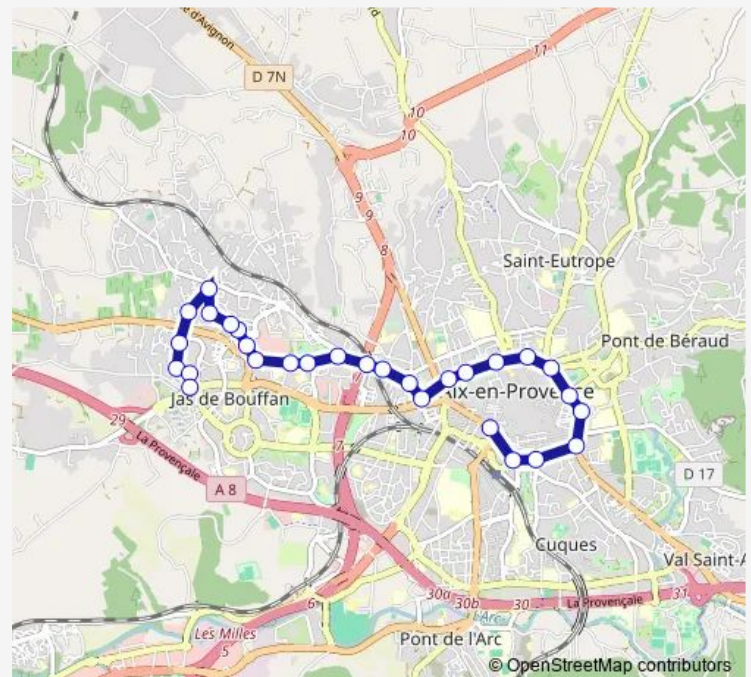 e d'Avignon
D 7N
11
10
10
9
9
8
Saint-Eutrope
Pont de Béraud
Aix-en-Provence
Jas de Bouffan
29
La Provençale
7
A 8
D 17
Cuques
Val Saint-A
6
30a
30b
30
La Provençale
31
L'Arc
Les Milles
5
Pont de l'Arc
© OpenStreetMap contributors